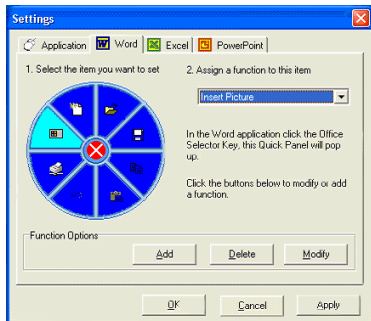 Settings
Application Word Excel PowerPoint
1. Select the item you want to set
2. Assign a function to this item
Insert Picture
In the Word application click the Office
Selector Key, this Quick Panel will pop
up.
Click the buttons below to modify or add
a function.
Function Options
Add Delete Modify
OK Cancel Apply